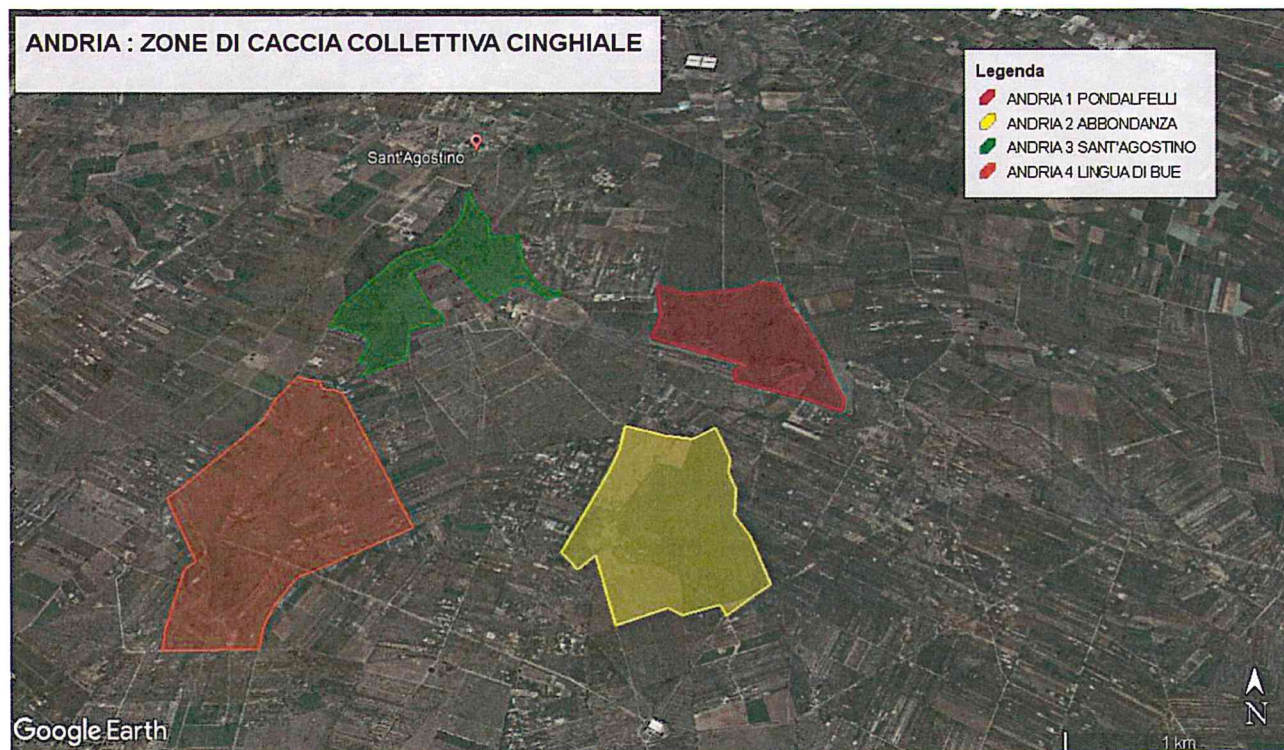 ANDRIA : ZONE DI CACCIA COLLETTIVA CINGHIALE
Legenda
ANDRIA 1 PONDALFELLI
ANDRIA 2 ABBONDANZA
ANDRIA 3 SANT'AGOSTINO
ANDRIA 4 LINGUA DI BUE
Sant'Agostino
Google Earth
N
1 km